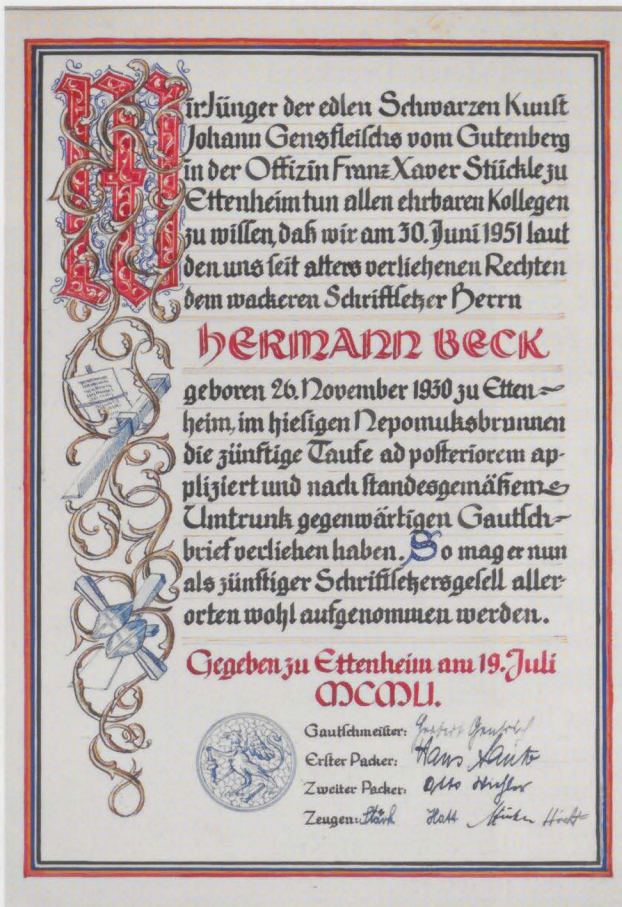 Wir Jünger der edlen Schwarzen Kunst
Johann Gensfleischs vom Gutenberg
in der Offizin Franz Xaver Stückle zu
Ettenheim tun allen ehrbaren Kollegen
zu wissen, daß wir am 30. Juni 1951 laut
den uns seit alters verliehenen Rechten
dem wackeren Schriftsetzer Herrn
HERMANN BECK
geboren 26. November 1930 zu Etten=
heim, im hiesigen Nepomuksbrunnen
die zünftige Taufe ad posteriorem ap-
pliziert und nach standesgemäßem
Umtrunk gegenwärtigen Gautsch=
brief verliehen haben. So mag er nun
als zünftiger Schriftsetzergesell aller-
orten wohl aufgenommen werden.
Gegeben zu Ettenheim am 19. Juli
MCMLI.
Gautschmeister:
Erster Packer: Hans
Zweiter Packer: Otto
Zeugen: Hatt